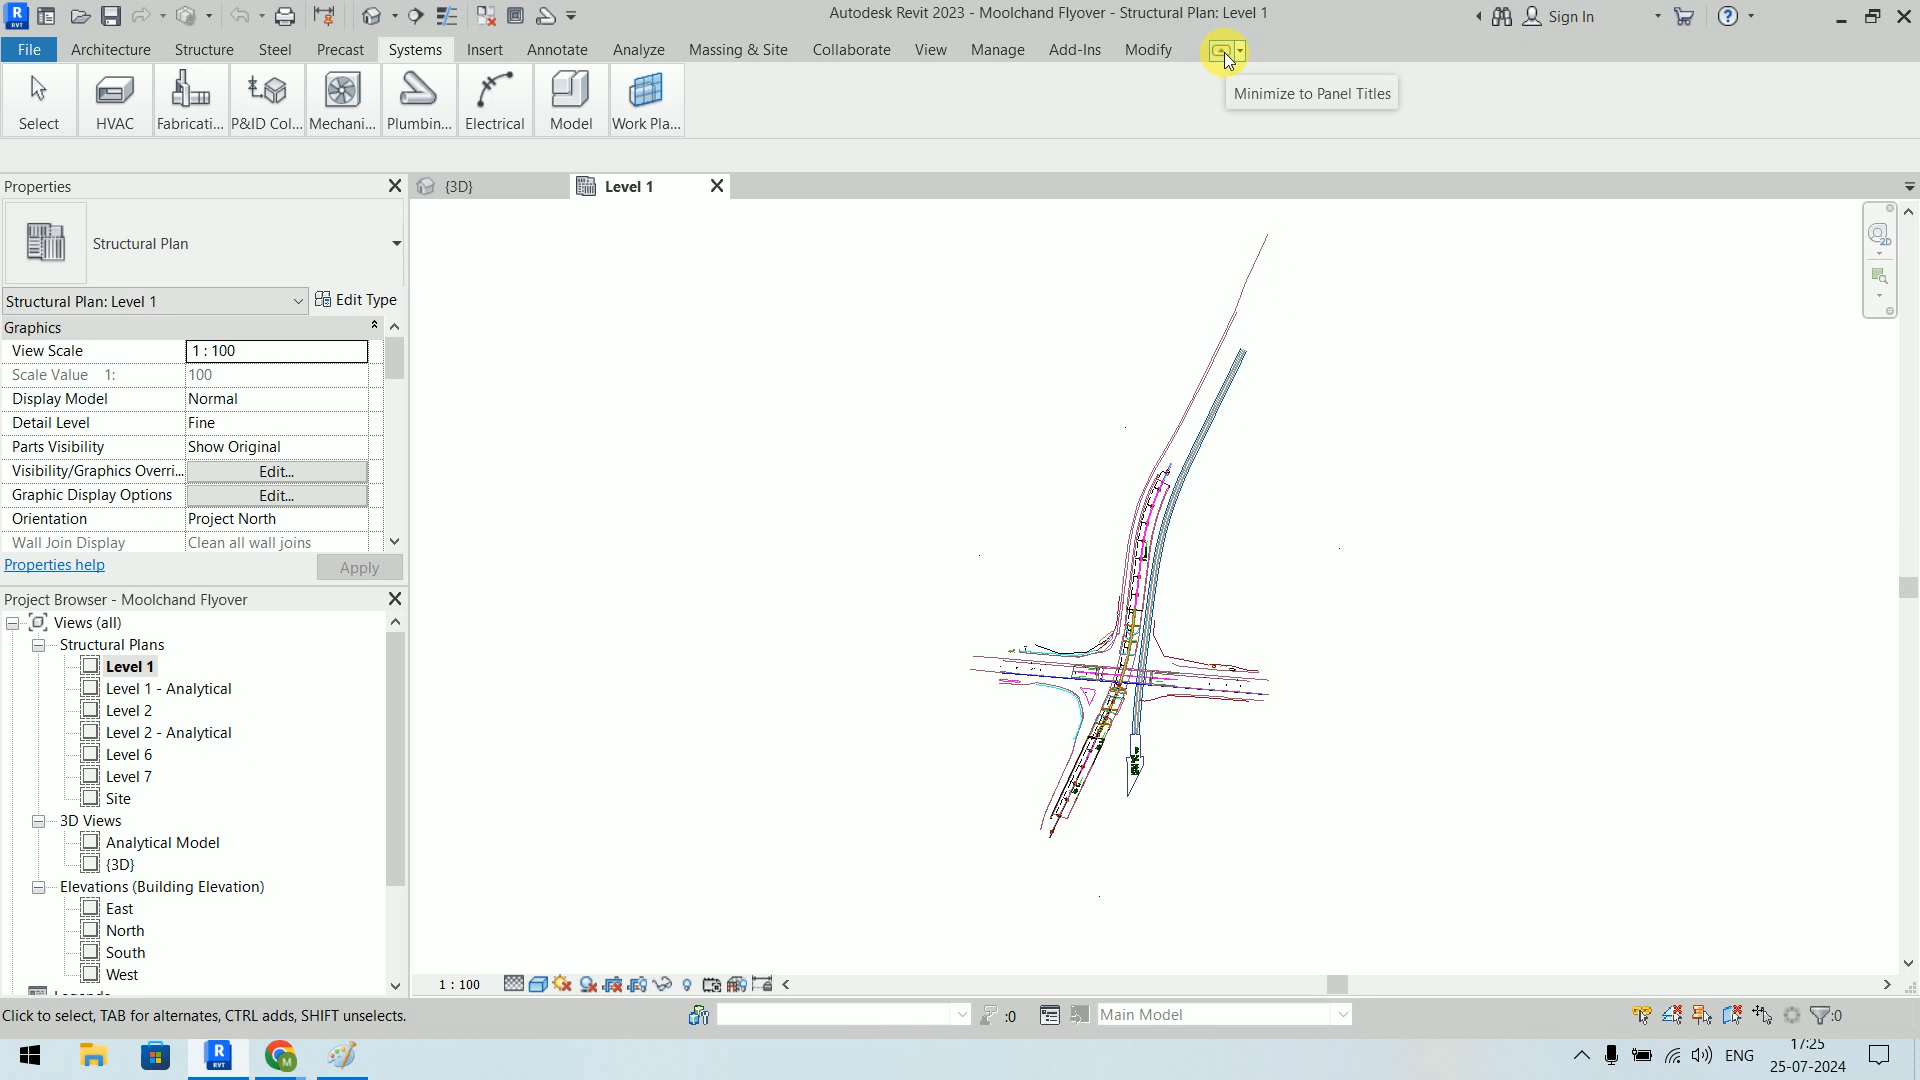 Autodesk Revit 2023 - Moolchand Flyover - Structural Plan: Level 1
Sign In
File Architecture Structure Steel Precast Systems Insert Annotate Analyze Massing & Site Collaborate View Manage Add-Ins Modify
Minimize to Panel Titles
Select HVAC Fabricati... P&ID Col... Mechani... Plumbin... Electrical Model Work Pla...
Properties
{3D}
Level 1
Structural Plan
Structural Plan: Level 1
Edit Type
Graphics
View Scale 1 : 100
Scale Value 1: 100
Display Model Normal
Detail Level Fine
Parts Visibility Show Original
Visibility/Graphics Overri... Edit...
Graphic Display Options Edit...
Orientation Project North
Wall Join Display Clean all wall joins
Properties help
Apply
Project Browser - Moolchand Flyover
Views (all)
Structural Plans
Level 1
Level 1 - Analytical
Level 2
Level 2 - Analytical
Level 6
Level 7
Site
3D Views
Analytical Model
{3D}
Elevations (Building Elevation)
East
North
South
West
1 : 100
Click to select, TAB for alternates, CTRL adds, SHIFT unselects.
:0
Main Model
:0
ENG
17:25
25-07-2024